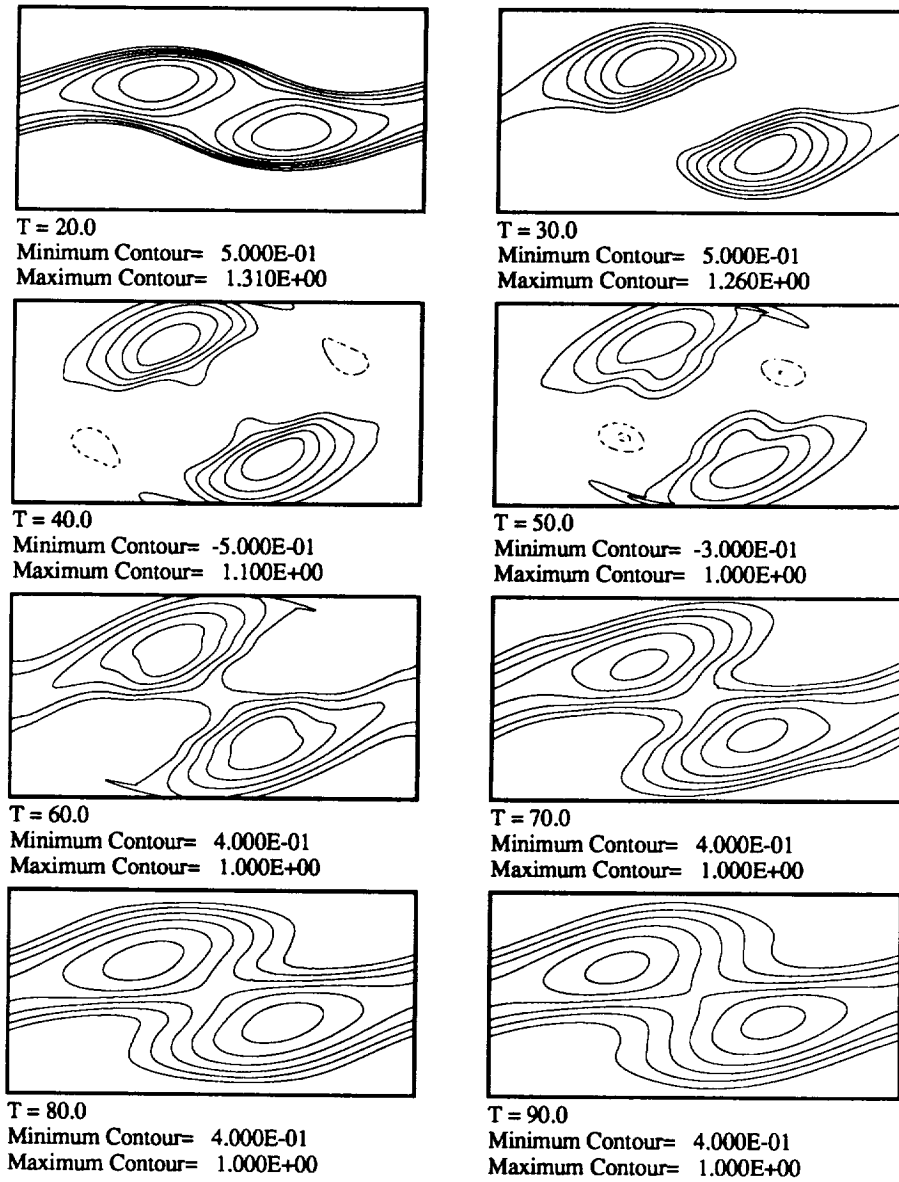 T = 20.0
Minimum Contour= 5.000E-01
Maximum Contour= 1.310E+00
T = 30.0
Minimum Contour= 5.000E-01
Maximum Contour= 1.260E+00
T = 40.0
Minimum Contour= -5.000E-01
Maximum Contour= 1.100E+00
T = 50.0
Minimum Contour= -3.000E-01
Maximum Contour= 1.000E+00
T = 60.0
Minimum Contour= 4.000E-01
Maximum Contour= 1.000E+00
T = 70.0
Minimum Contour= 4.000E-01
Maximum Contour= 1.000E+00
T = 80.0
Minimum Contour= 4.000E-01
Maximum Contour= 1.000E+00
T = 90.0
Minimum Contour= 4.000E-01
Maximum Contour= 1.000E+00